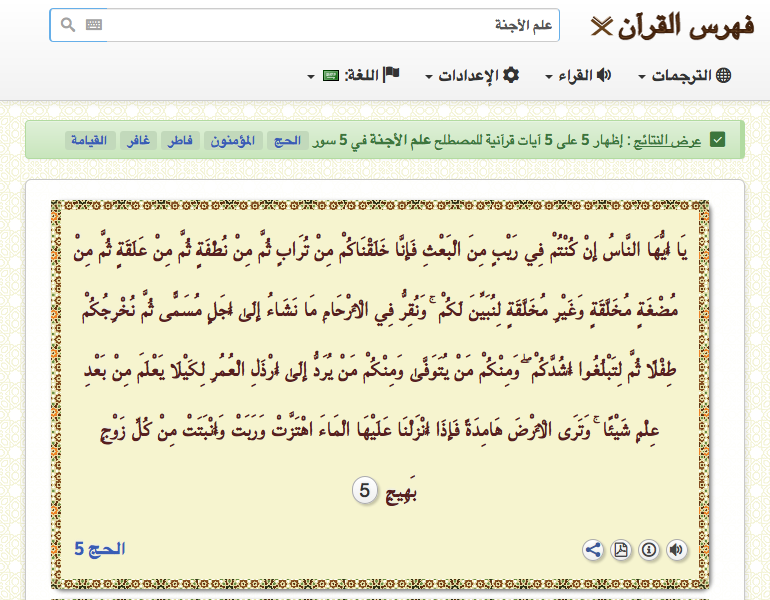 فهرس القرآن
علم الأجنة
الترجمات القراء الإعدادات اللغة:
عرض النتائج : إظهار 5 على 5 آيات قرآنية للمصطلح علم الأجنة في 5 سور الحج المؤمنون فاطر غافر القيامة
يَا أَيُّهَا النَّاسُ إِنْ كُنْتُمْ فِي رَيْبٍ مِنَ الْبَعْثِ فَإِنَّا خَلَقْنَاكُمْ مِنْ تُرَابٍ ثُمَّ مِنْ نُطْفَةٍ ثُمَّ مِنْ عَلَقَةٍ ثُمَّ مِنْ
مُضْغَةٍ مُخَلَّقَةٍ وَغَيْرِ مُخَلَّقَةٍ لِنُبَيِّنَ لَكُمْ ۚ وَنُقِرُّ فِي الْأَرْحَامِ مَا نَشَاءُ إِلَىٰ أَجَلٍ مُسَمًّى ثُمَّ نُخْرِجُكُمْ
طِفْلًا ثُمَّ لِتَبْلُغُوا أَشُدَّكُمْ ۖ وَمِنْكُمْ مَنْ يُتَوَفَّىٰ وَمِنْكُمْ مَنْ يُرَدُّ إِلَىٰ أَرْذَلِ الْعُمُرِ لِكَيْلَا يَعْلَمَ مِنْ بَعْدِ
عِلْمٍ شَيْئًا ۚ وَتَرَى الْأَرْضَ هَامِدَةً فَإِذَا أَنْزَلْنَا عَلَيْهَا الْمَاءَ اهْتَزَّتْ وَرَبَتْ وَأَنْبَتَتْ مِنْ كُلِّ زَوْجٍ
بَهِيجٍ 5
الحج 5